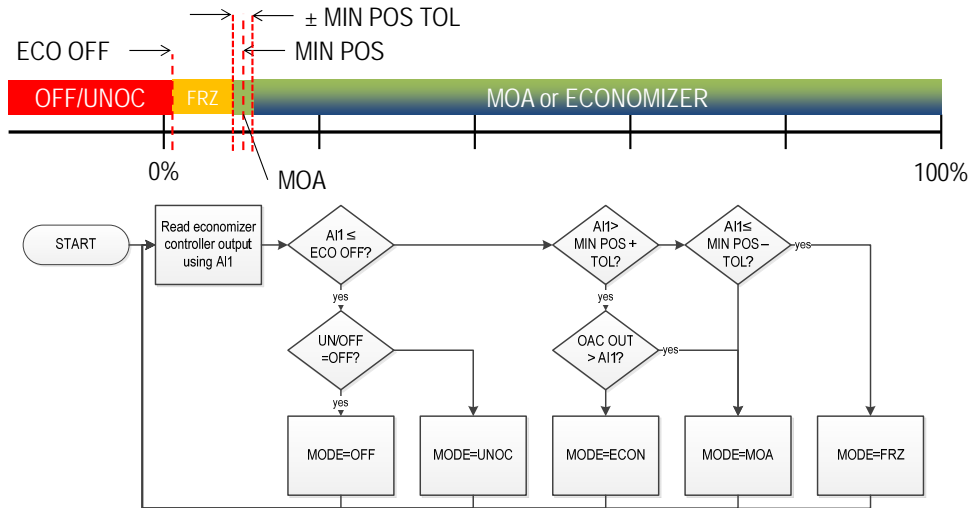 ± MIN POS TOL
ECO OFF
MIN POS
OFF/UNOC
FRZ
MOA or ECONOMIZER
0%
MOA
100%
START
Read economizer
controller output
using AI1
AI1 ≤
ECO OFF?
AI1>
MIN POS +
TOL?
AI1≤
MIN POS–
TOL?
yes
yes
yes
UN/OFF
=OFF?
OAC OUT
> AI1?
yes
yes
MODE=OFF
MODE=UNOC
MODE=ECON
MODE=MOA
MODE=FRZ